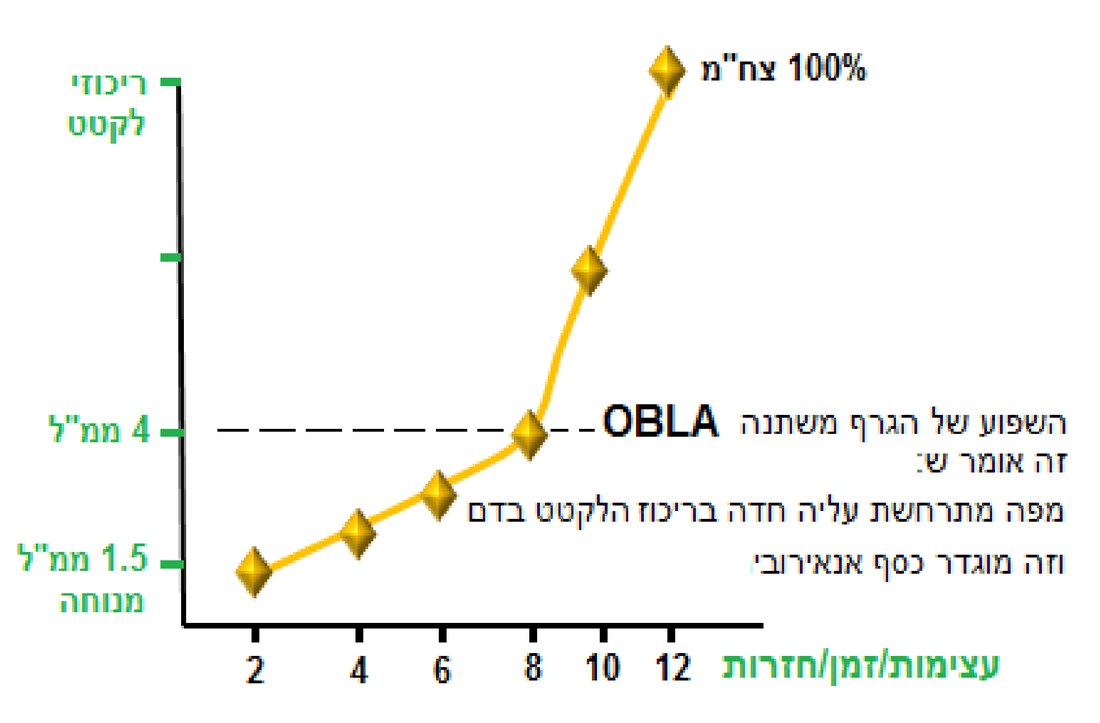 100% צח"מ
ריכוזי
לקטט
4 ממ"ל
OBLA השפוע של הגרף משתנה
זה אומר ש:
מפה מתרחשת עליה חדה בריכוז הלקטט בדם
וזה מוגדר כסף אנאירובי
1.5 ממ"ל
מנוחה
2 4 6 8 10 12
עצימות/זמן/חזרות